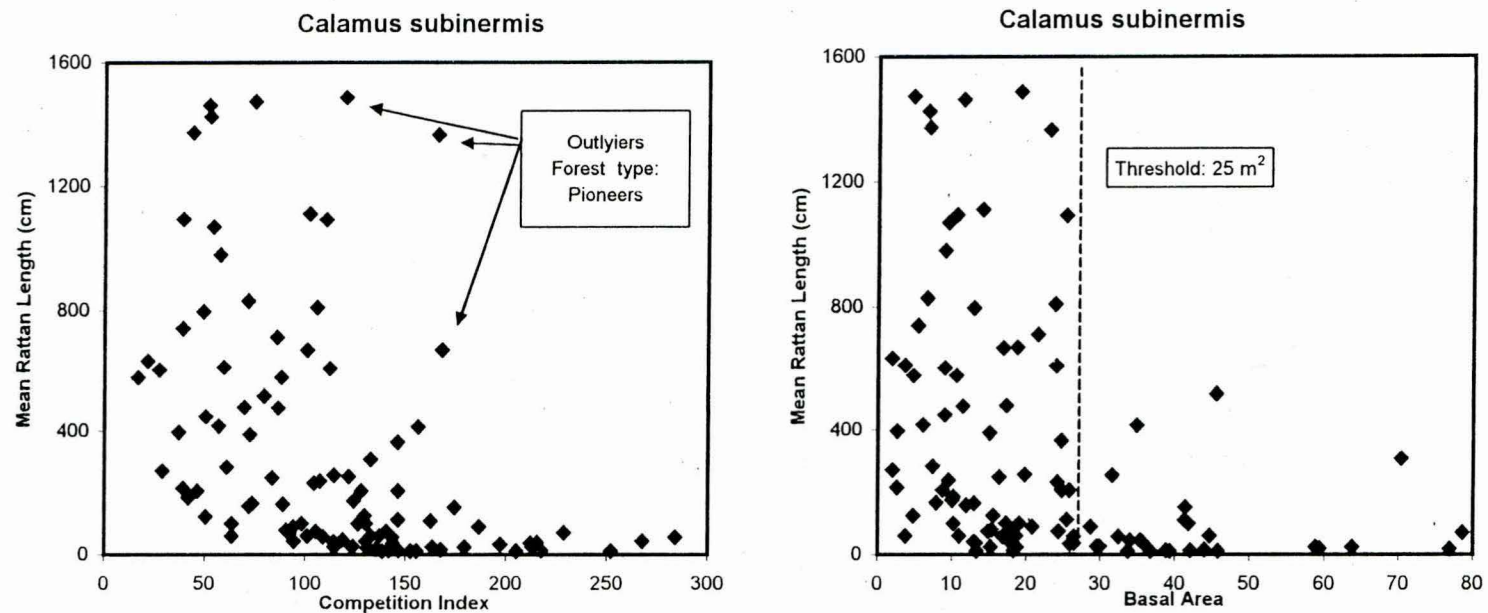 Calamus subinermis
1600
1200
800
400
0
Mean Rattan Length (cm)
0 50 100 150 200 250 300
Competition Index
Outlyiers
Forest type:
Pioneers
Calamus subinermis
1600
1200
800
400
0
Mean Rattan Length (cm)
0 10 20 30 40 50 60 70 80
Basal Area
Threshold: 25 m²